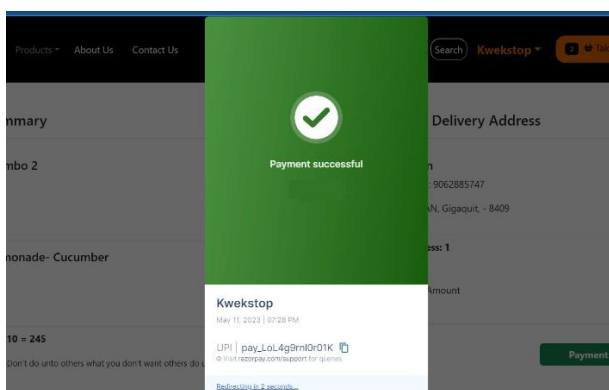 Products
About Us
Contact Us
Search
Kwekstop
2
mmary
mbo 2
monade- Cucumber
10 = 245
Don't do unto others what you don't want others do u
Payment successful
Kwekstop
May 11, 2023 | 07:28 PM
UPI | pay_LoL4g9rnl0r01K
Visit razorpay.com/support for queries
Redirecting in 2 seconds...
Delivery Address
n
: 9062885747
AN, Gigaquit, - 8409
ess: 1
Amount
Payment